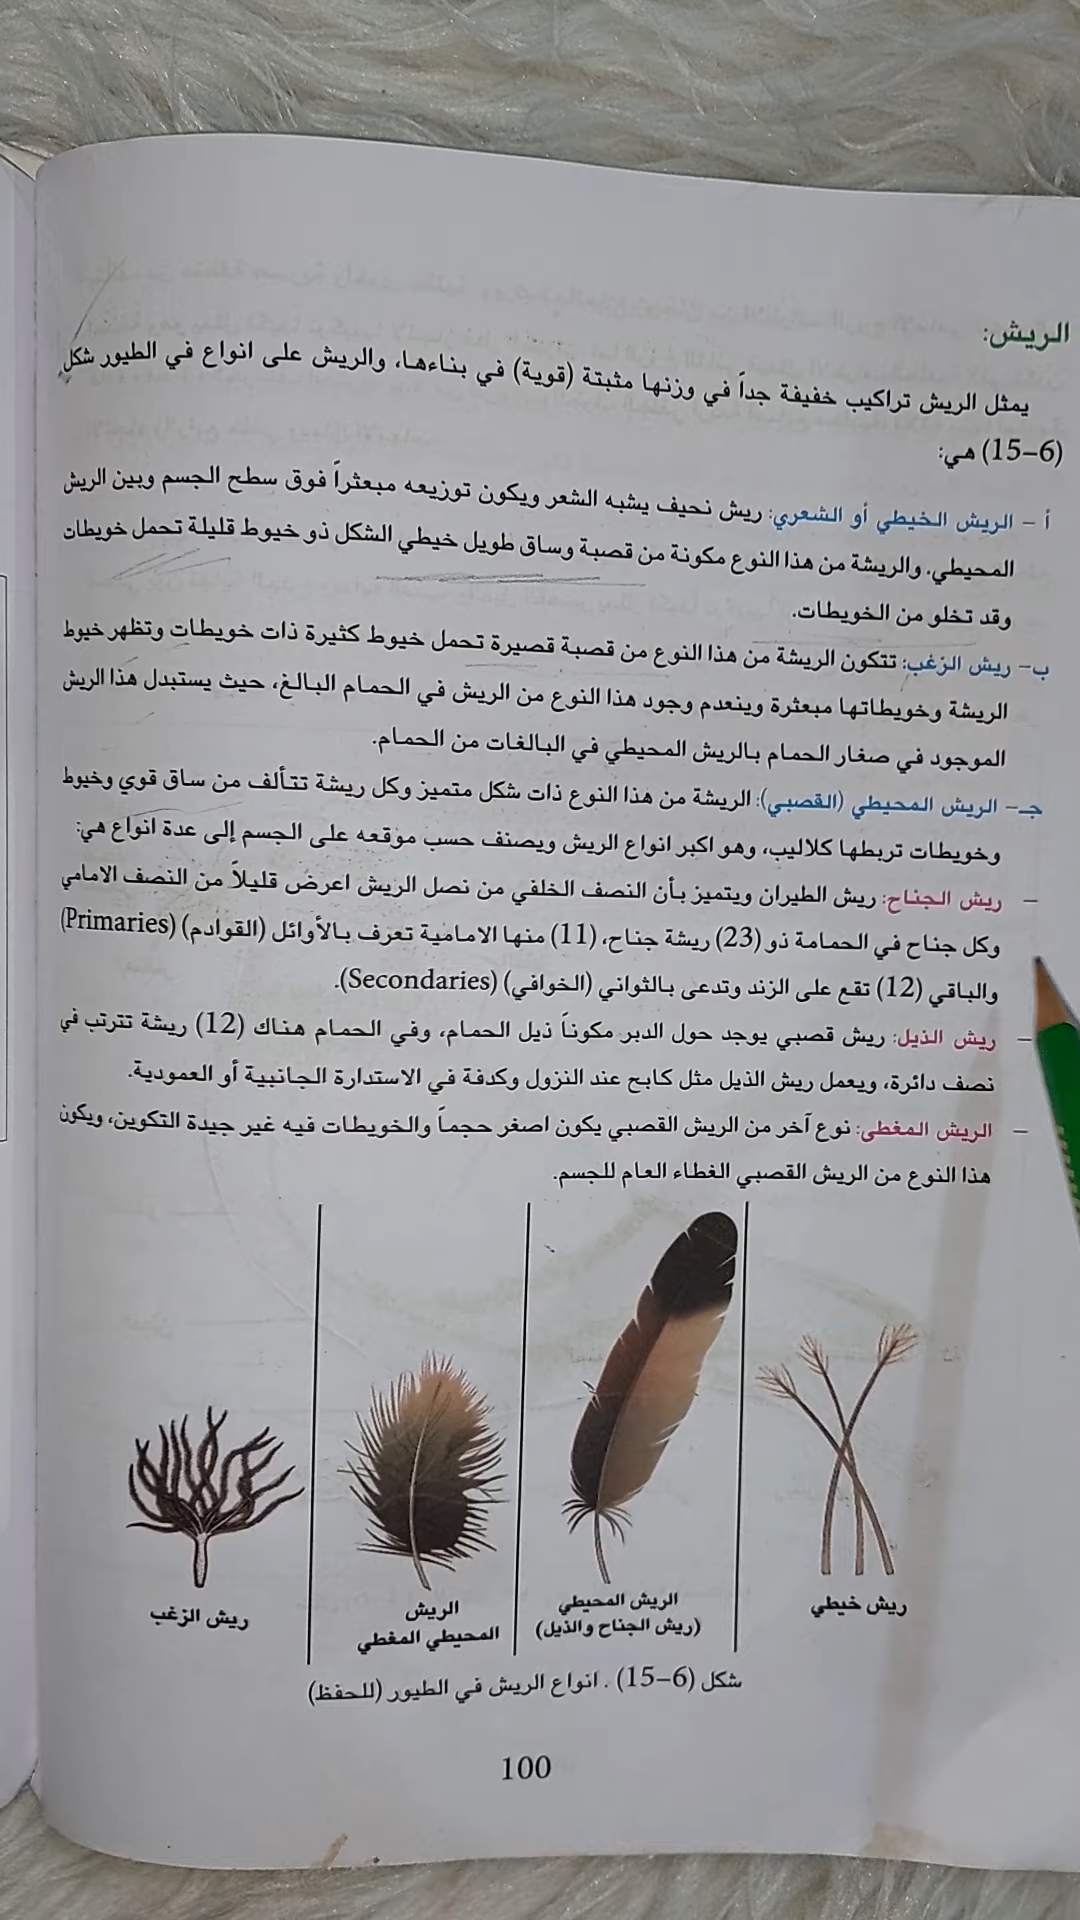 الريش:
يمثل الريش تراكيب خفيفة جداً في وزنها مثبتة (قوية) في بناءها، والريش على انواع في الطيور شكل
(6–15) هي:
أ – الريش الخيطي أو الشعري: ريش نحيف يشبه الشعر ويكون توزيعه مبعثراً فوق سطح الجسم وبين الريش
المحيطي. والريشة من هذا النوع مكونة من قصبة وساق طويل خيطي الشكل ذو خيوط قليلة تحمل خويطات
وقد تخلو من الخويطات.
ب– ريش الزغب: تتكون الريشة من هذا النوع من قصبة قصيرة تحمل خيوط كثيرة ذات خويطات وتظهر خيوط
الريشة وخويطاتها مبعثرة وينعدم وجود هذا النوع من الريش في الحمام البالغ، حيث يستبدل هذا الريش
الموجود في صغار الحمام بالريش المحيطي في البالغات من الحمام.
جـ– الريش المحيطي (القصبي): الريشة من هذا النوع ذات شكل متميز وكل ريشة تتألف من ساق قوي وخيوط
وخويطات تربطها كلاليب، وهو اكبر انواع الريش ويصنف حسب موقعه على الجسم إلى عدة انواع هي:
– ريش الجناح: ريش الطيران ويتميز بأن النصف الخلفي من نصل الريش اعرض قليلاً من النصف الامامي
وكل جناح في الحمامة ذو (23) ريشة جناح، (11) منها الامامية تعرف بالأوائل (القوادم) (Primaries)
والباقي (12) تقع على الزند وتدعى بالثواني (الخوافي) (Secondaries).
– ريش الذيل: ريش قصبي يوجد حول الدبر مكوناً ذيل الحمام، وفي الحمام هناك (12) ريشة تترتب في
نصف دائرة، ويعمل ريش الذيل مثل كابح عند النزول وكدفة في الاستدارة الجانبية أو العمودية.
– الريش المغطى: نوع آخر من الريش القصبي يكون اصغر حجماً والخويطات فيه غير جيدة التكوين، ويكون
هذا النوع من الريش القصبي الغطاء العام للجسم.
ريش خيطي
الريش المحيطي
(ريش الجناح والذيل)
الريش
المحيطي المغطي
ريش الزغب
شكل (6–15) . انواع الريش في الطيور (للحفظ)
100